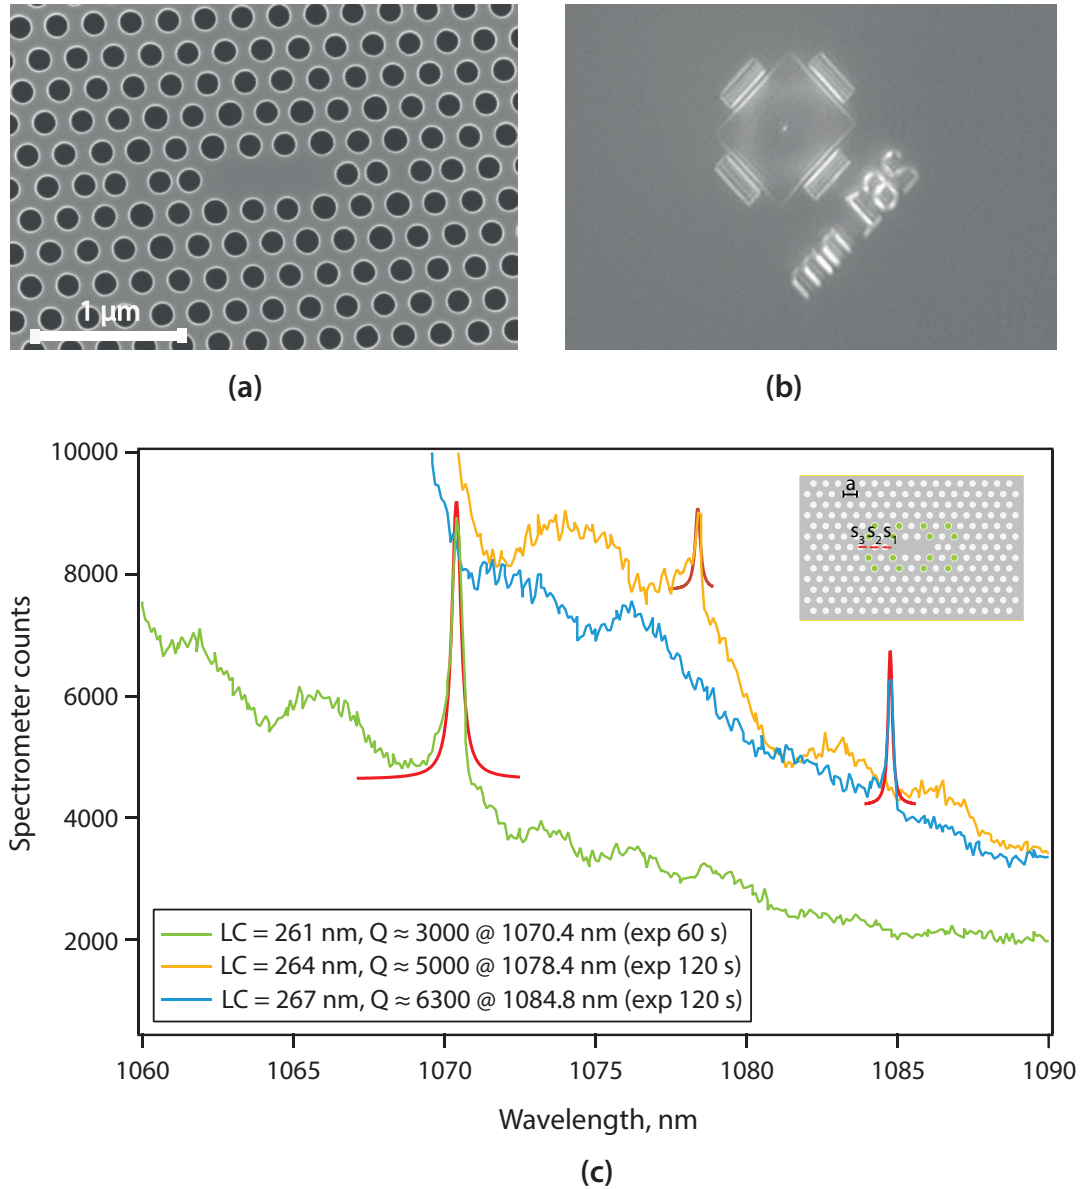 1 μm
(a)
(b)
10000
8000
6000
4000
2000
Spectrometer counts
a
s3 s2 s1
LC = 261 nm, Q ≈ 3000 @ 1070.4 nm (exp 60 s)
LC = 264 nm, Q ≈ 5000 @ 1078.4 nm (exp 120 s)
LC = 267 nm, Q ≈ 6300 @ 1084.8 nm (exp 120 s)
1060 1065 1070 1075 1080 1085 1090
Wavelength, nm
(c)